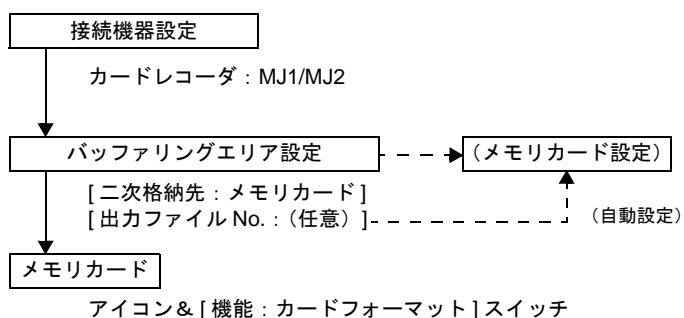 接続機器設定
カードレコーダ：MJ1/MJ2
バッファリングエリア設定
（メモリカード設定）
[ 二次格納先：メモリカード ]
[ 出力ファイル No.：（任意）]
（自動設定）
メモリカード
アイコン＆ [ 機能：カードフォーマット ] スイッチ